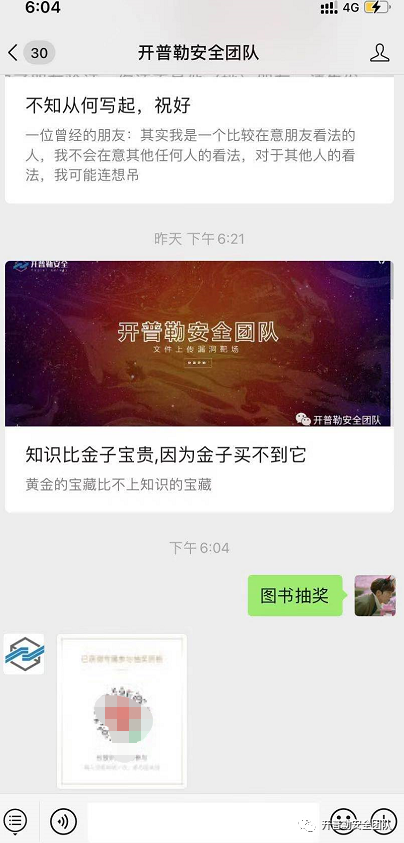 6:04
4G
30
开普勒安全团队
不知从何写起，祝好
一位曾经的朋友：其实我是一个比较在意朋友看法的
人，我不会在意其他任何人的看法，对于其他人的看
法，我可能连想吊
昨天 下午6:21
开普勒安全
开普勒安全团队
文件上传漏洞靶场
开普勒安全团队
知识比金子宝贵,因为金子买不到它
黄金的宝藏比不上知识的宝藏
下午6:04
图书抽奖
开普勒安全团队